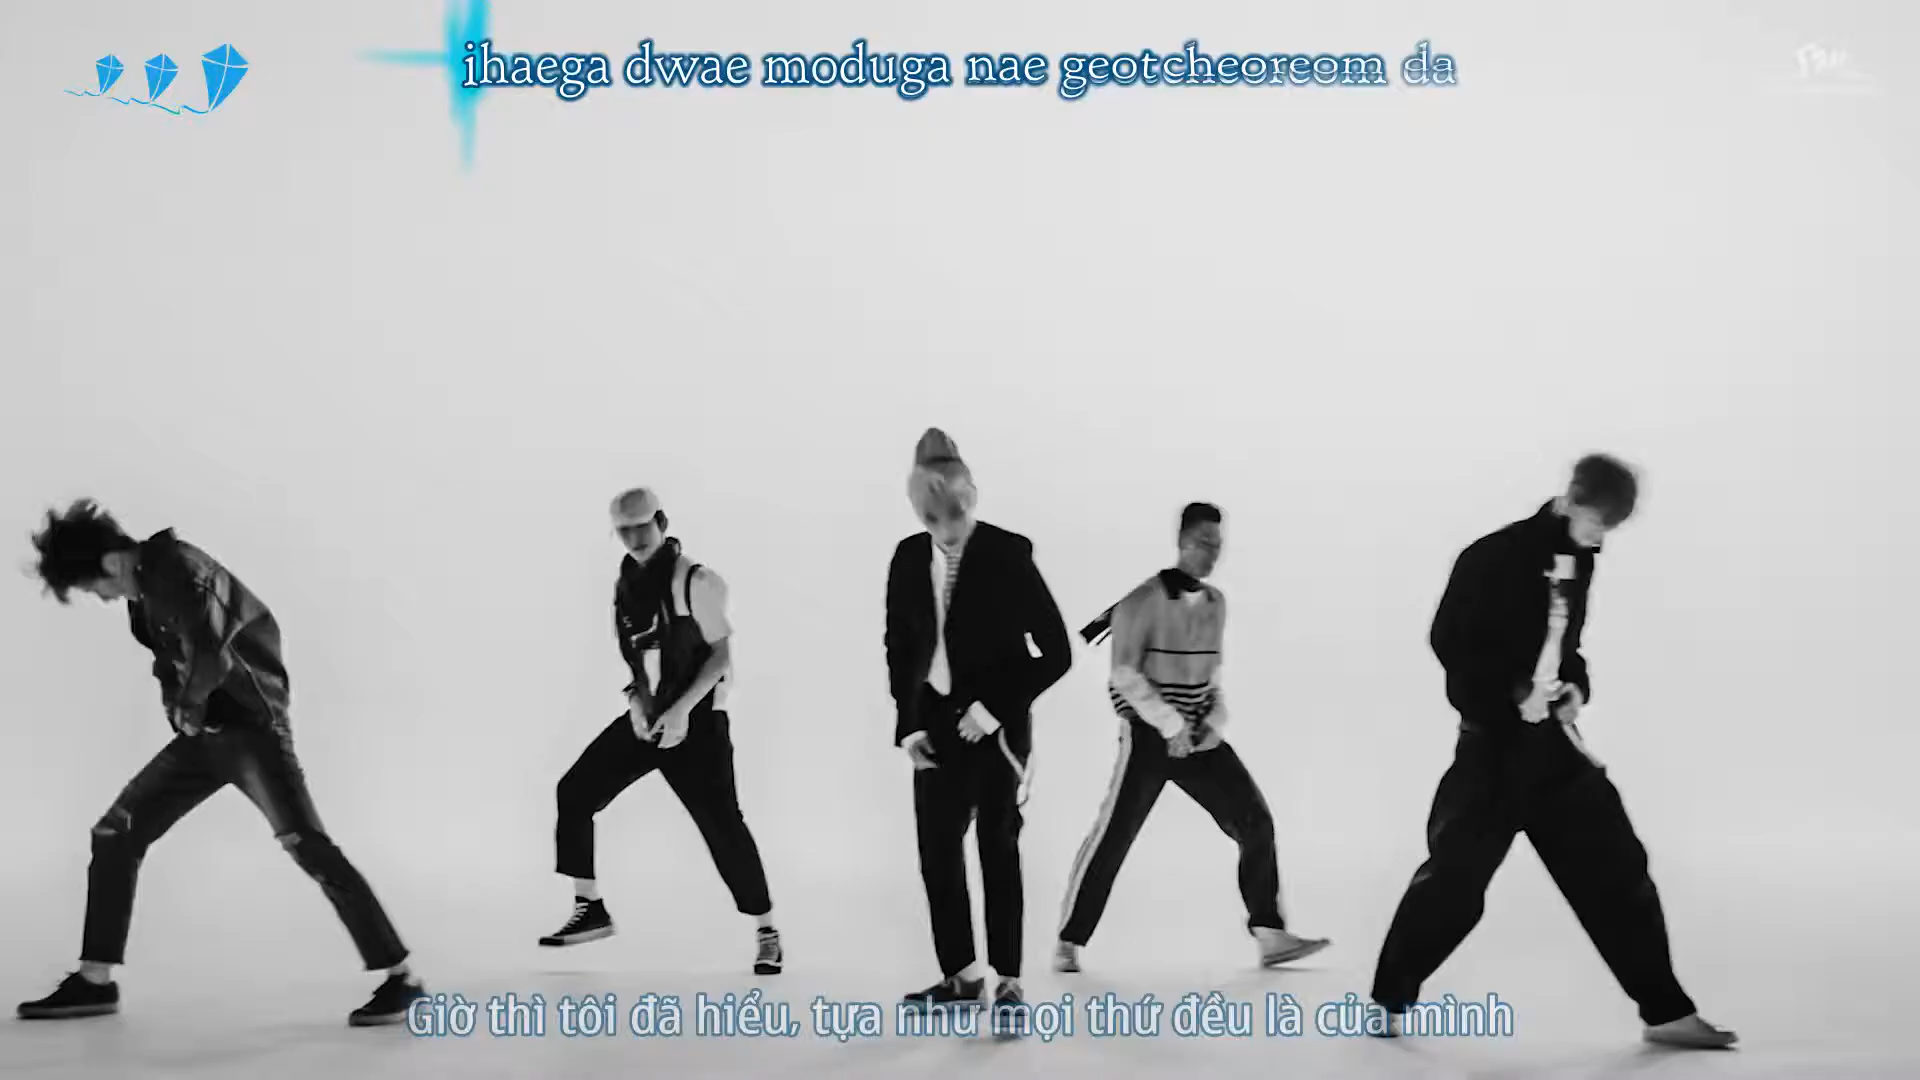 ihaega dwae moduga nae geotcheoreom da
Giờ thì tôi đã hiểu, tựa như mọi thứ đều là của mình